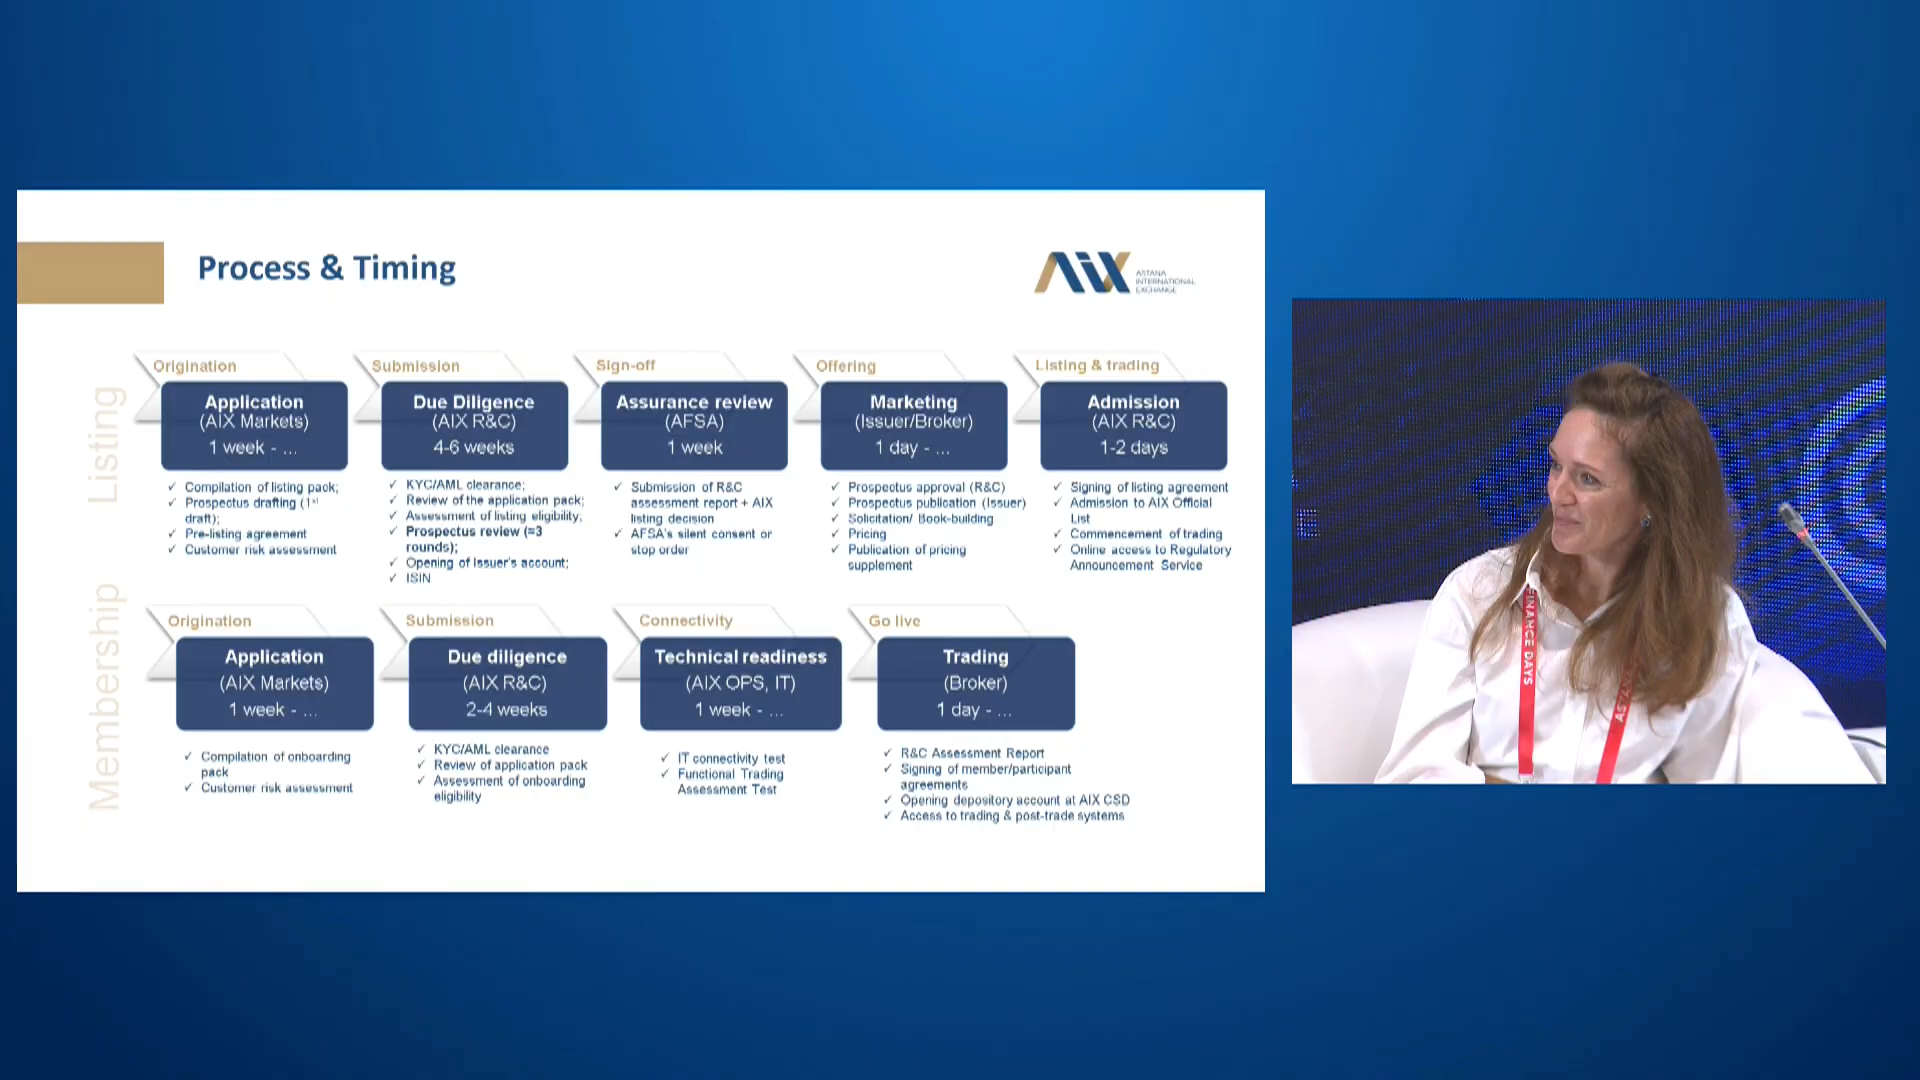 Process & Timing
AiX
ASTANA
INTERNATIONAL
EXCHANGE
Listing
Origination
Application
(AIX Markets)
1 week - ...
✓ Compilation of listing pack;
✓ Prospectus drafting (1st
draft);
✓ Pre-listing agreement
✓ Customer risk assessment
Submission
Due Diligence
(AIX R&C)
4-6 weeks
✓ KYC/AML clearance;
✓ Review of the application pack;
✓ Assessment of listing eligibility;
✓ Prospectus review (=3
rounds);
✓ Opening of Issuer's account;
✓ ISIN
Sign-off
Assurance review
(AFSA)
1 week
✓ Submission of R&C
assessment report + AIX
listing decision
✓ AFSA's silent consent or
stop order
Offering
Marketing
(Issuer/Broker)
1 day - ...
✓ Prospectus approval (R&C)
✓ Prospectus publication (Issuer)
✓ Solicitation/ Book-building
✓ Pricing
✓ Publication of pricing
supplement
Listing & trading
Admission
(AIX R&C)
1-2 days
✓ Signing of listing agreement
✓ Admission to AIX Official
List
✓ Commencement of trading
✓ Online access to Regulatory
Announcement Service
Membership
Origination
Application
(AIX Markets)
1 week - ...
✓ Compilation of onboarding
pack
✓ Customer risk assessment
Submission
Due diligence
(AIX R&C)
2-4 weeks
✓ KYC/AML clearance
✓ Review of application pack
✓ Assessment of onboarding
eligibility
Connectivity
Technical readiness
(AIX OPS, IT)
1 week - ...
✓ IT connectivity test
✓ Functional Trading
Assessment Test
Go live
Trading
(Broker)
1 day - ...
✓ R&C Assessment Report
✓ Signing of member/participant
agreements
✓ Opening depository account at AIX CSD
✓ Access to trading & post-trade systems
FINANCE DAYS